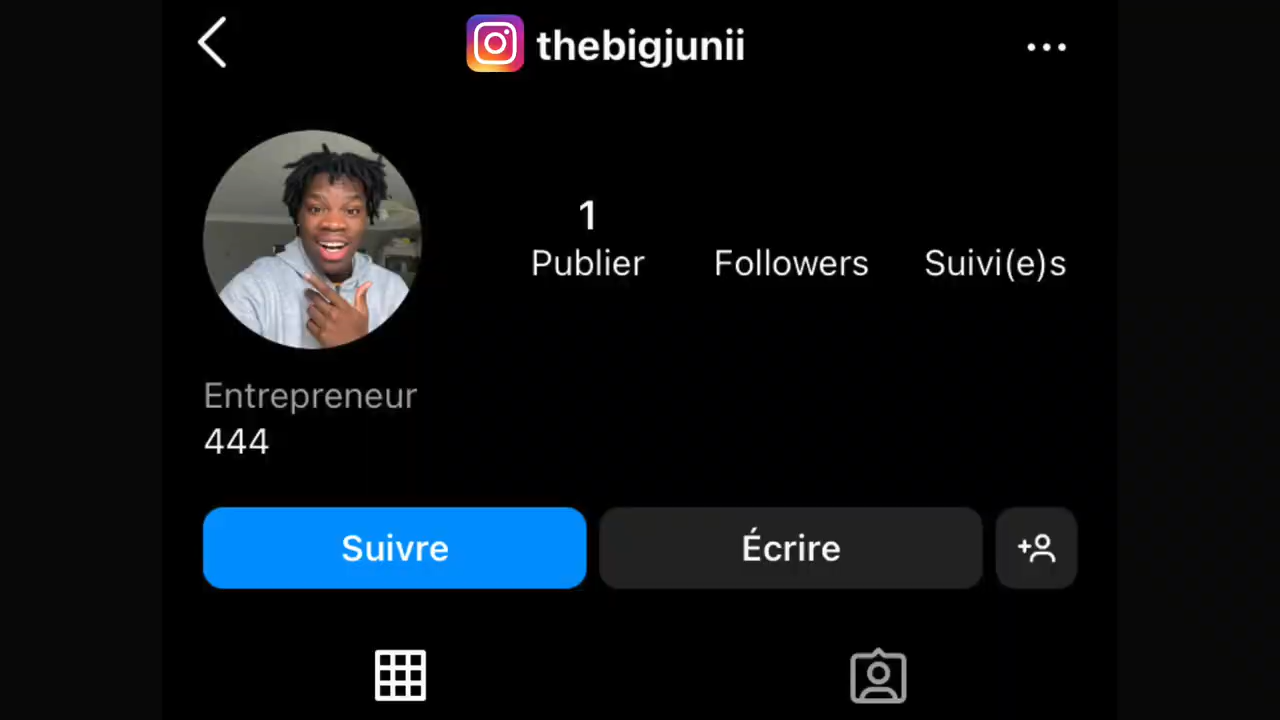 thebigjunii
1
Publier Followers Suivi(e)s
Entrepreneur
444
Suivre Écrire